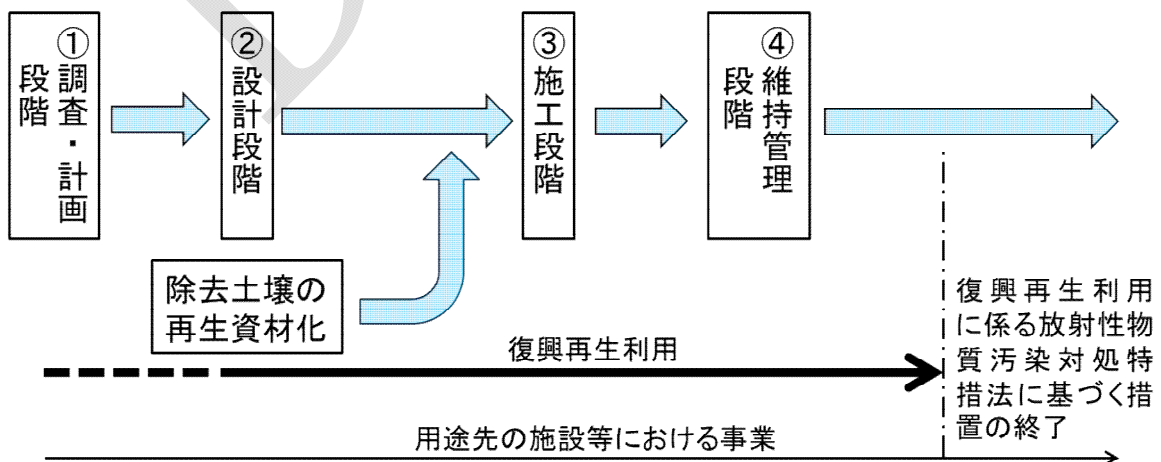 ①調査・計画
段階
②設計段階
③施工段階
④維持管理
段階
除去土壌の
再生資材化
復興再生利用
復興再生利用
に係る放射性物
質汚染対処特
措法に基づく措
置の終了
用途先の施設等における事業